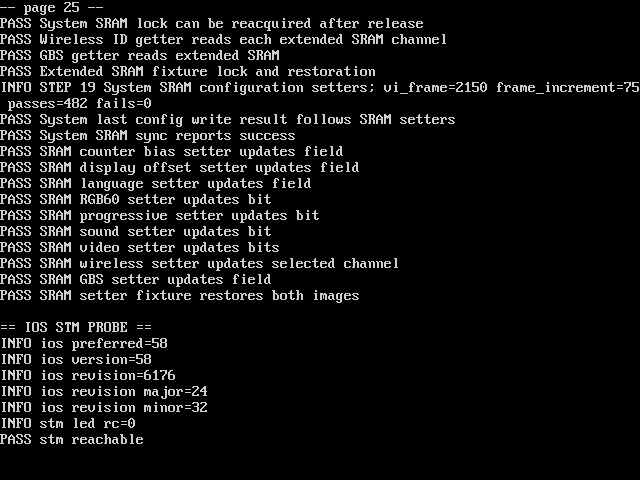 -- page 25 --
PASS System SRAM lock can be reacquired after release
PASS Wireless ID getter reads each extended SRAM channel
PASS GBS getter reads extended SRAM
PASS Extended SRAM fixture lock and restoration
INFO STEP 19 System SRAM configuration setters; vi_frame=2150 frame_increment=75
 passes=482 fails=0
PASS System last config write result follows SRAM setters
PASS System SRAM sync reports success
PASS SRAM counter bias setter updates field
PASS SRAM display offset setter updates field
PASS SRAM language setter updates field
PASS SRAM RGB60 setter updates bit
PASS SRAM progressive setter updates bit
PASS SRAM sound setter updates bit
PASS SRAM video setter updates bits
PASS SRAM wireless setter updates selected channel
PASS SRAM GBS setter updates field
PASS SRAM setter fixture restores both images

== IOS STM PROBE ==
INFO ios preferred=58
INFO ios version=58
INFO ios revision=6176
INFO ios revision major=24
INFO ios revision minor=32
INFO stm led rc=0
PASS stm reachable